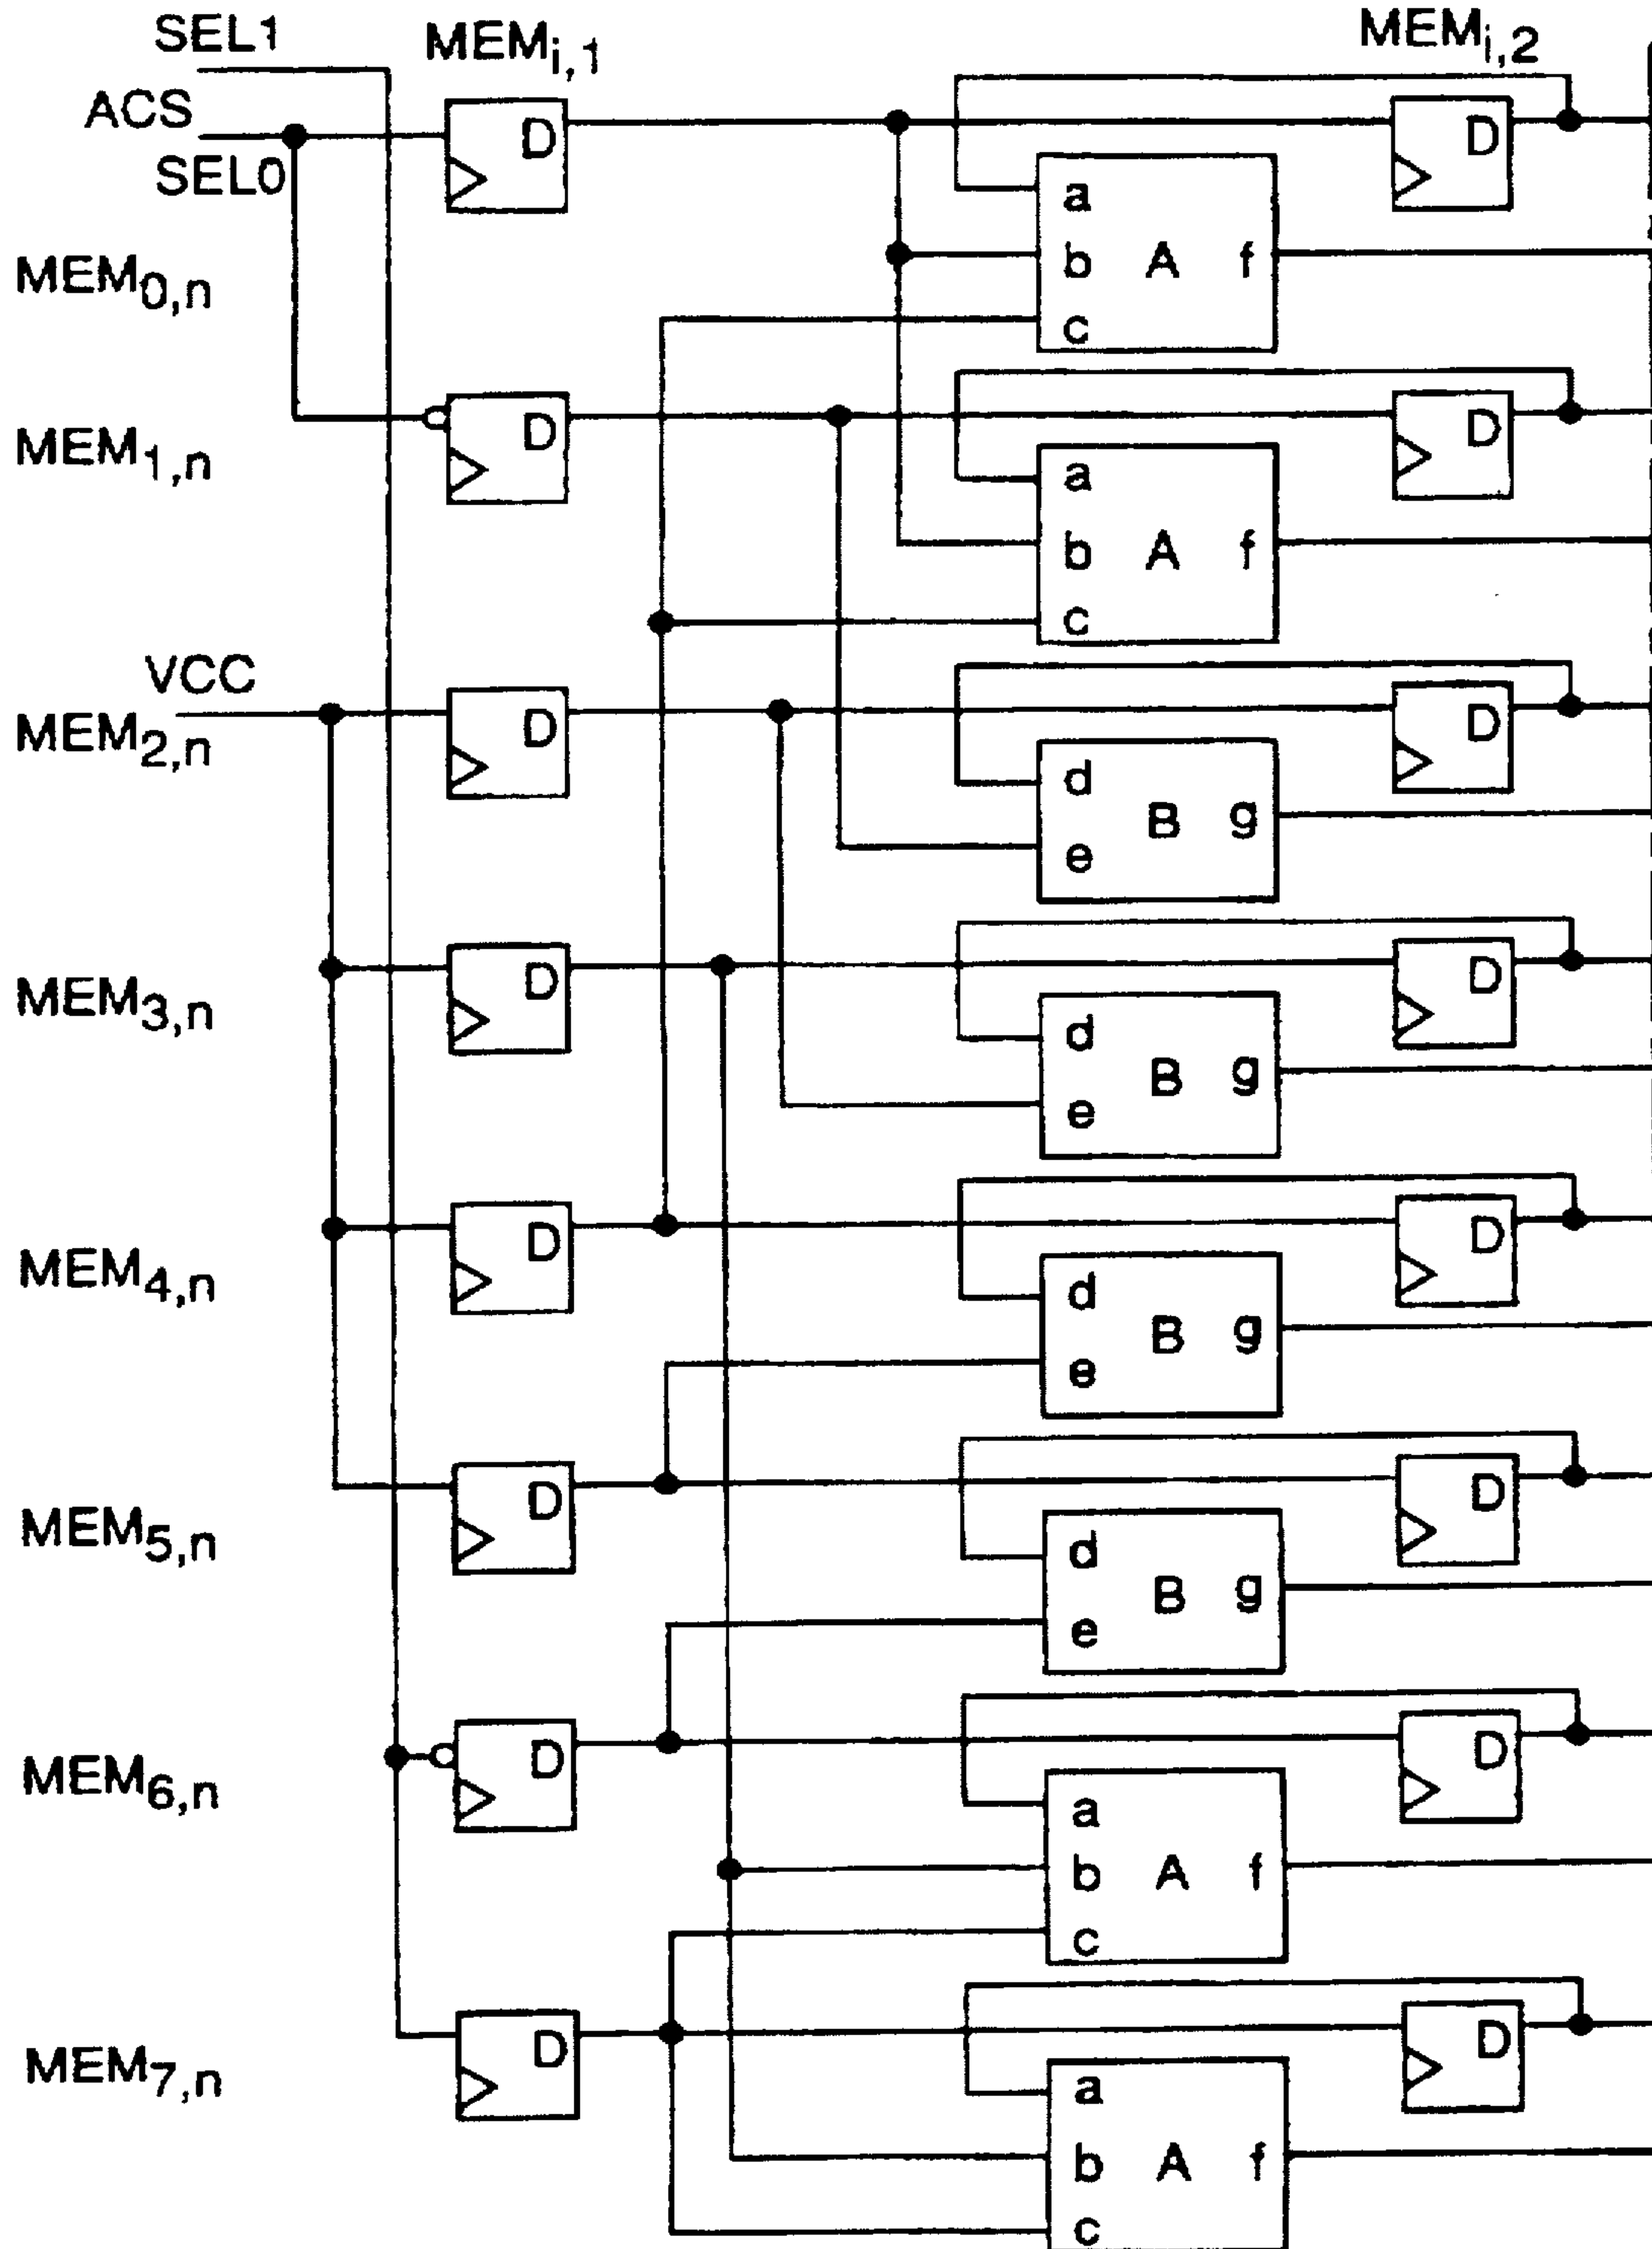 SEL1
MEMi,1
MEMi,2
ACS
SEL0
D
D
a
b
A
f
c
MEM0,n
D
D
a
b
A
f
c
MEM1,n
VCC
D
D
d
B
g
e
MEM2,n
D
D
d
B
g
e
MEM3,n
D
D
d
B
g
e
MEM4,n
D
D
d
B
g
e
MEM5,n
D
D
a
b
A
f
c
MEM6,n
D
D
a
b
A
f
c
MEM7,n